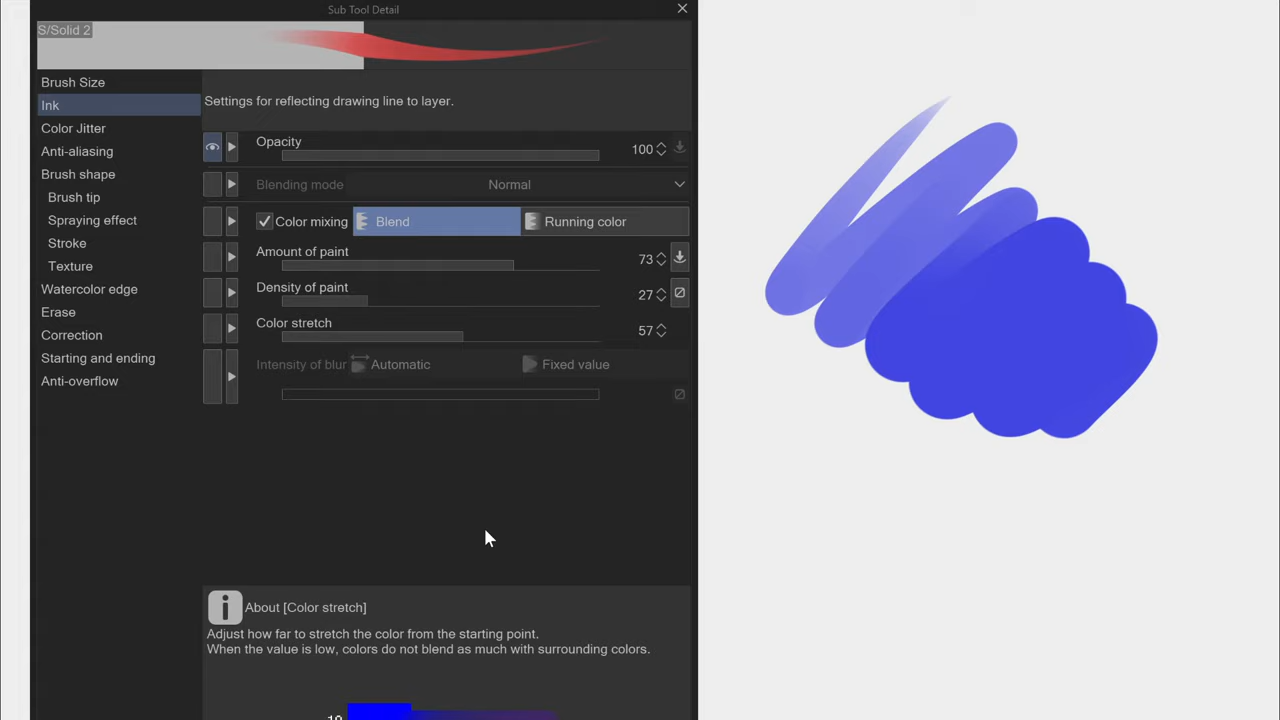 Sub Tool Detail
S/Solid 2
Brush Size
Ink
Color Jitter
Anti-aliasing
Brush shape
Brush tip
Spraying effect
Stroke
Texture
Watercolor edge
Erase
Correction
Starting and ending
Anti-overflow
Settings for reflecting drawing line to layer.
Opacity 100
Blending mode Normal
Color mixing Blend Running color
Amount of paint 73
Density of paint 27
Color stretch 57
Intensity of blur Automatic Fixed value
About [Color stretch]
Adjust how far to stretch the color from the starting point.
When the value is low, colors do not blend as much with surrounding colors.